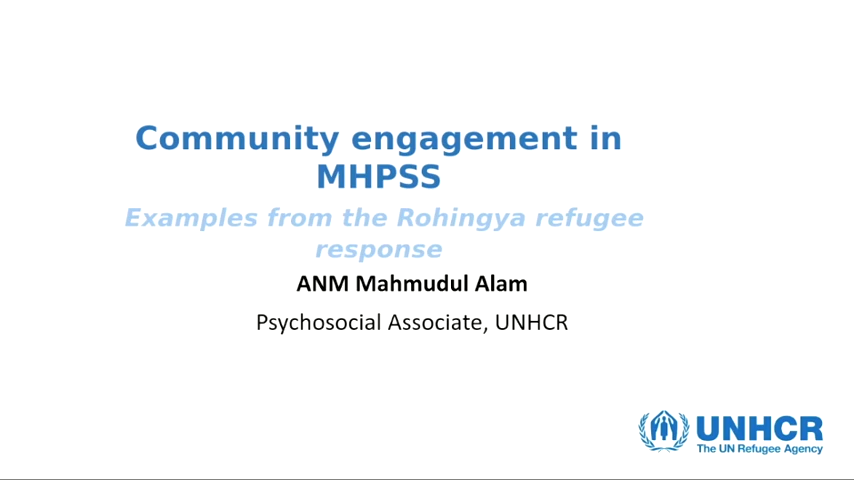 Community engagement in
MHPSS
Examples from the Rohingya refugee
response
ANM Mahmudul Alam
Psychosocial Associate, UNHCR
UNHCR
The UN Refugee Agency